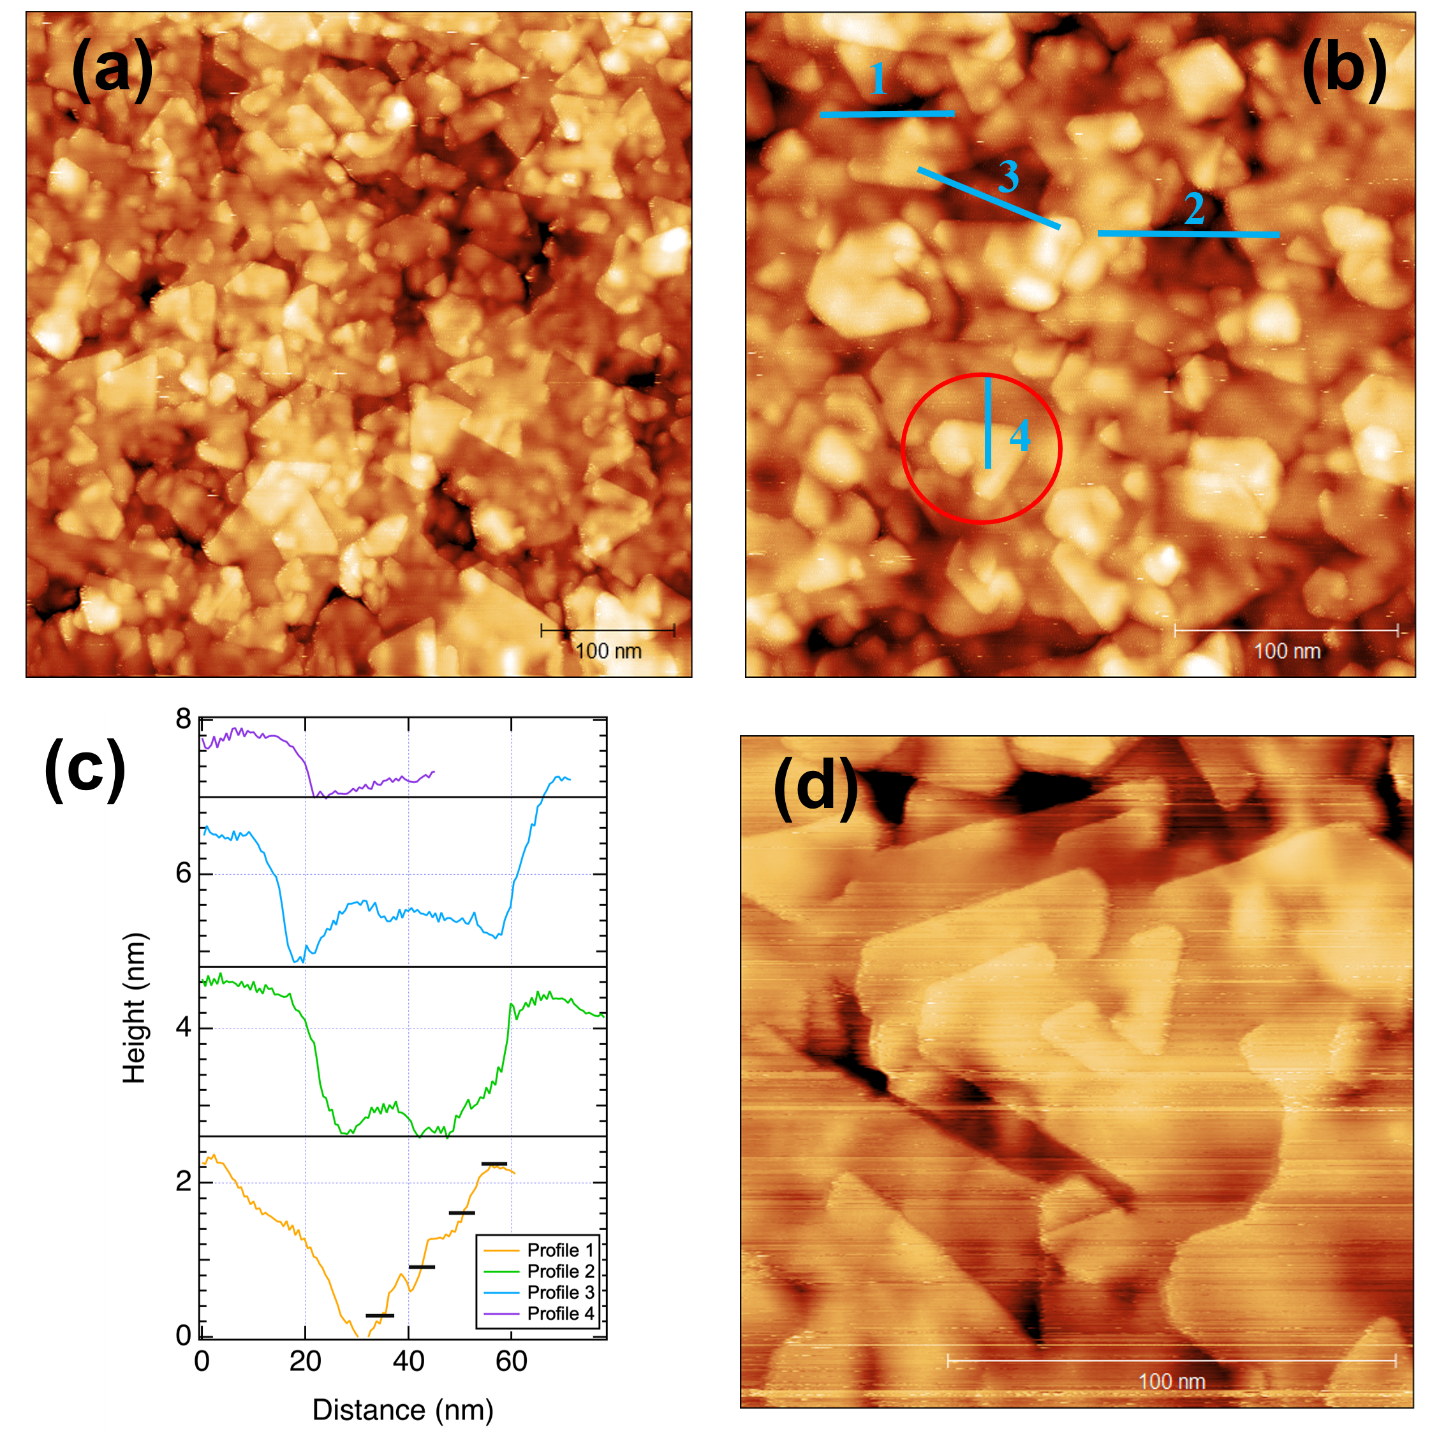 (a)
100 nm
(b)
1
3
2
4
100 nm
(c)
8
6
4
2
0
Height (nm)
0 20 40 60
Distance (nm)
Profile 1
Profile 2
Profile 3
Profile 4
(d)
100 nm